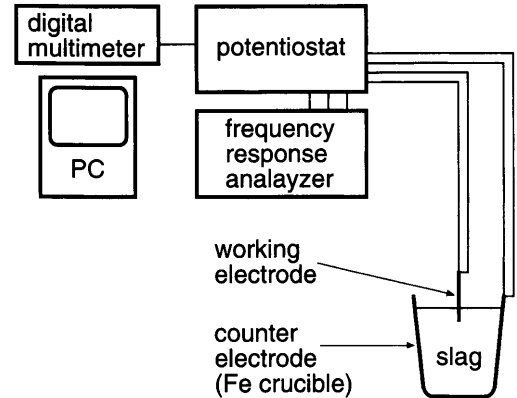 digital
multimeter
potentiostat
PC
frequency
response
analayzer
working
electrode
counter
electrode
(Fe crucible)
slag